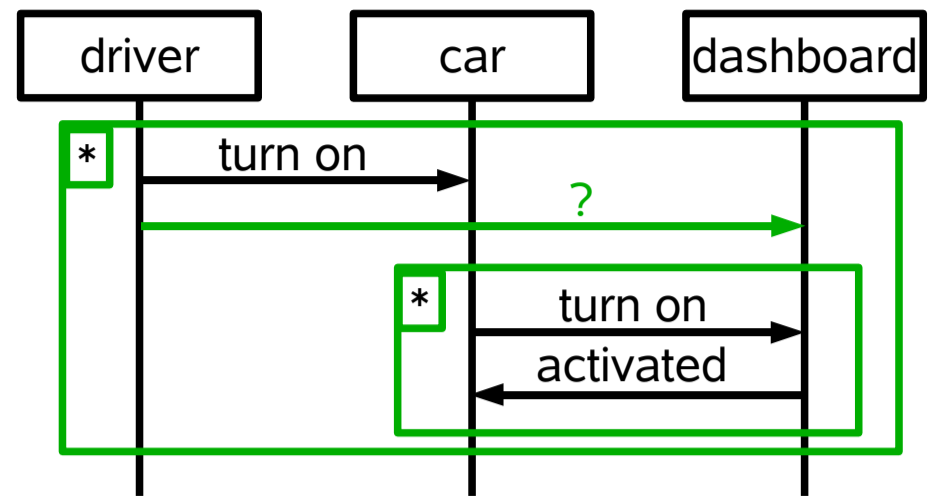 driver
car
dashboard
*
turn on
?
*
turn on
activated